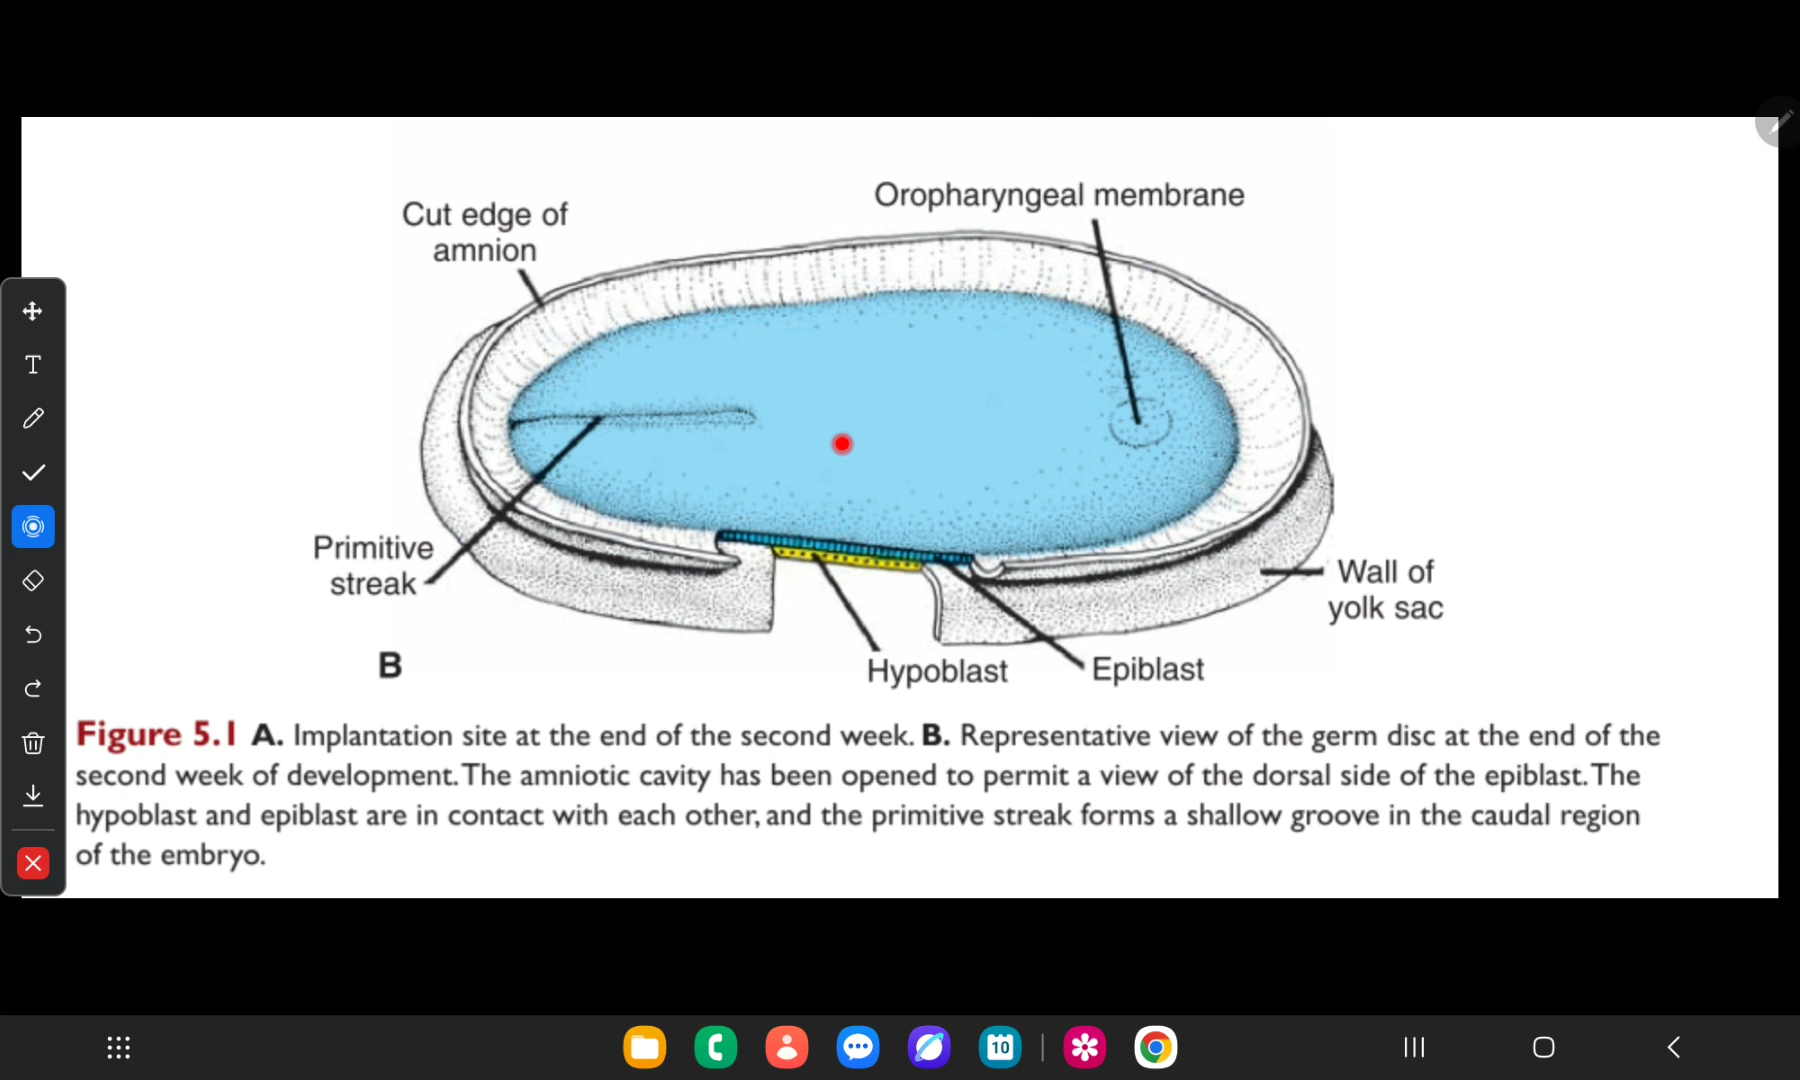 Cut edge of
amnion
Oropharyngeal membrane
Primitive
streak
Wall of
yolk sac
B
Hypoblast
Epiblast
Figure 5.1 A. Implantation site at the end of the second week. B. Representative view of the germ disc at the end of the
second week of development. The amniotic cavity has been opened to permit a view of the dorsal side of the epiblast. The
hypoblast and epiblast are in contact with each other, and the primitive streak forms a shallow groove in the caudal region
of the embryo.
T
10